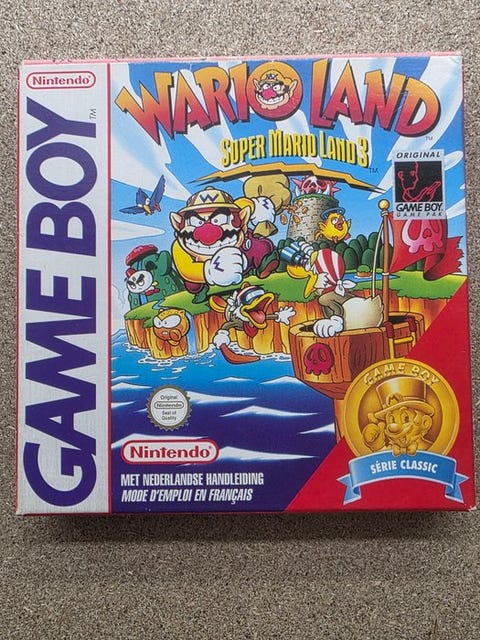 Nintendo
GAME BOY
TM
WARIO LAND
TM
SUPER MARIO LAND 3
TM
ORIGINAL
GAME BOY
GAME PAK
W
Original
Nintendo
Seal of
Quality
Nintendo
MET NEDERLANDSE HANDLEIDING
MODE D'EMPLOI EN FRANÇAIS
GAME BOY
SÉRIE CLASSIC